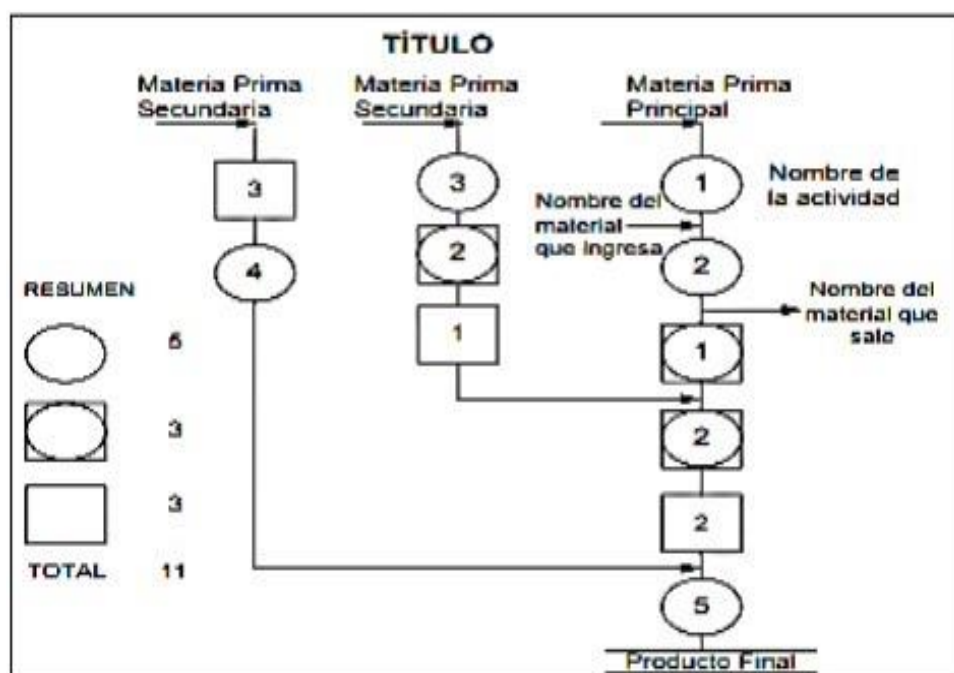 TÍTULO
Materia Prima
Secundaria
Materia Prima
Secundaria
Materia Prima
Principal
3
3
1
Nombre de
la actividad
Nombre del
material
que Ingresa
4
2
2
RESUMEN
Nombre del
material que
sale
5
1
1
3
2
3
2
TOTAL 11
5
Producto Final